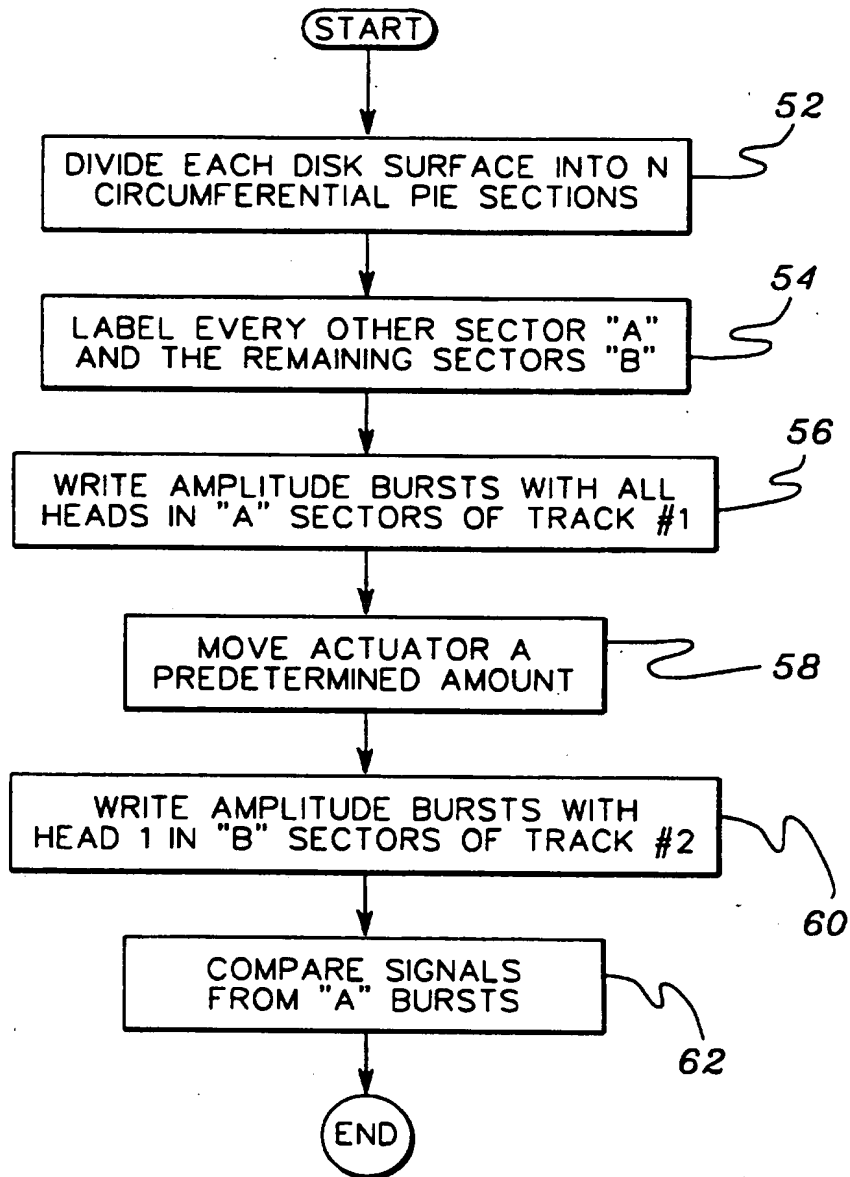 START
52
DIVIDE EACH DISK SURFACE INTO N
CIRCUMFERENTIAL PIE SECTIONS
54
LABEL EVERY OTHER SECTOR "A"
AND THE REMAINING SECTORS "B"
56
WRITE AMPLITUDE BURSTS WITH ALL
HEADS IN "A" SECTORS OF TRACK #1
MOVE ACTUATOR A
PREDETERMINED AMOUNT
58
WRITE AMPLITUDE BURSTS WITH
HEAD 1 IN "B" SECTORS OF TRACK #2
60
COMPARE SIGNALS
FROM "A" BURSTS
62
END